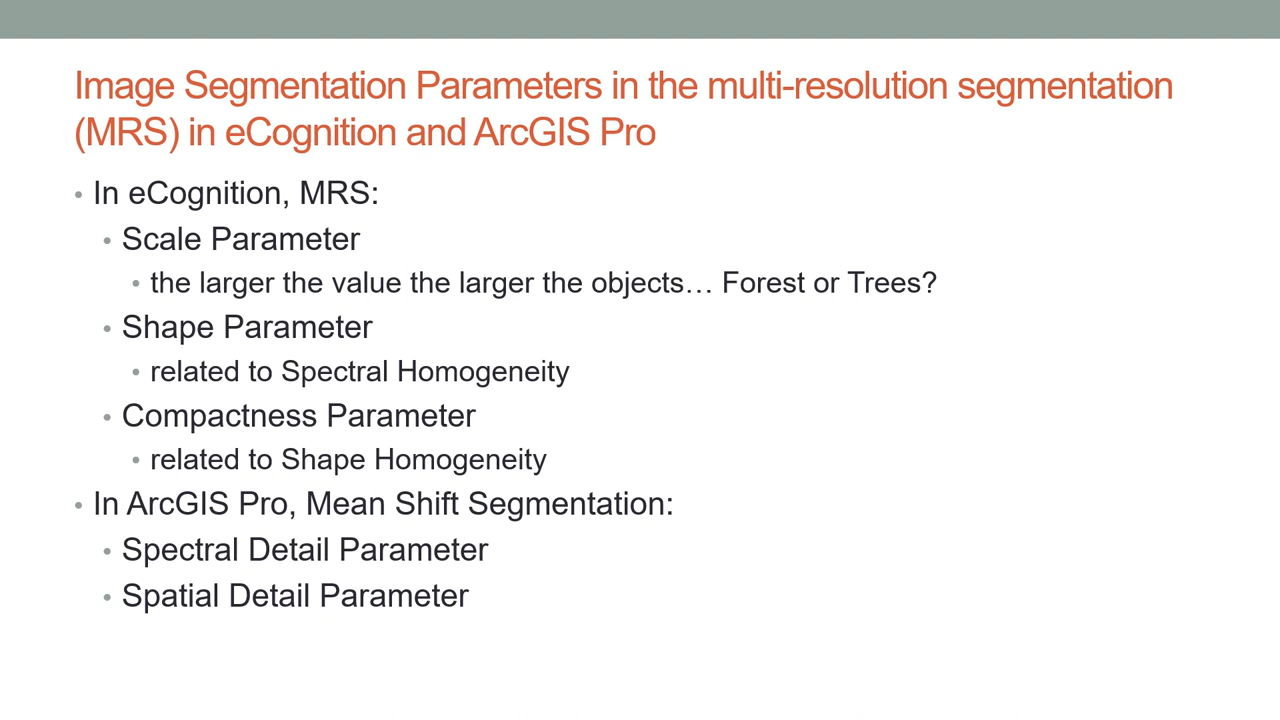 Image Segmentation Parameters in the multi-resolution segmentation
(MRS) in eCognition and ArcGIS Pro
• In eCognition, MRS:
• Scale Parameter
• the larger the value the larger the objects… Forest or Trees?
• Shape Parameter
• related to Spectral Homogeneity
• Compactness Parameter
• related to Shape Homogeneity
• In ArcGIS Pro, Mean Shift Segmentation:
• Spectral Detail Parameter
• Spatial Detail Parameter